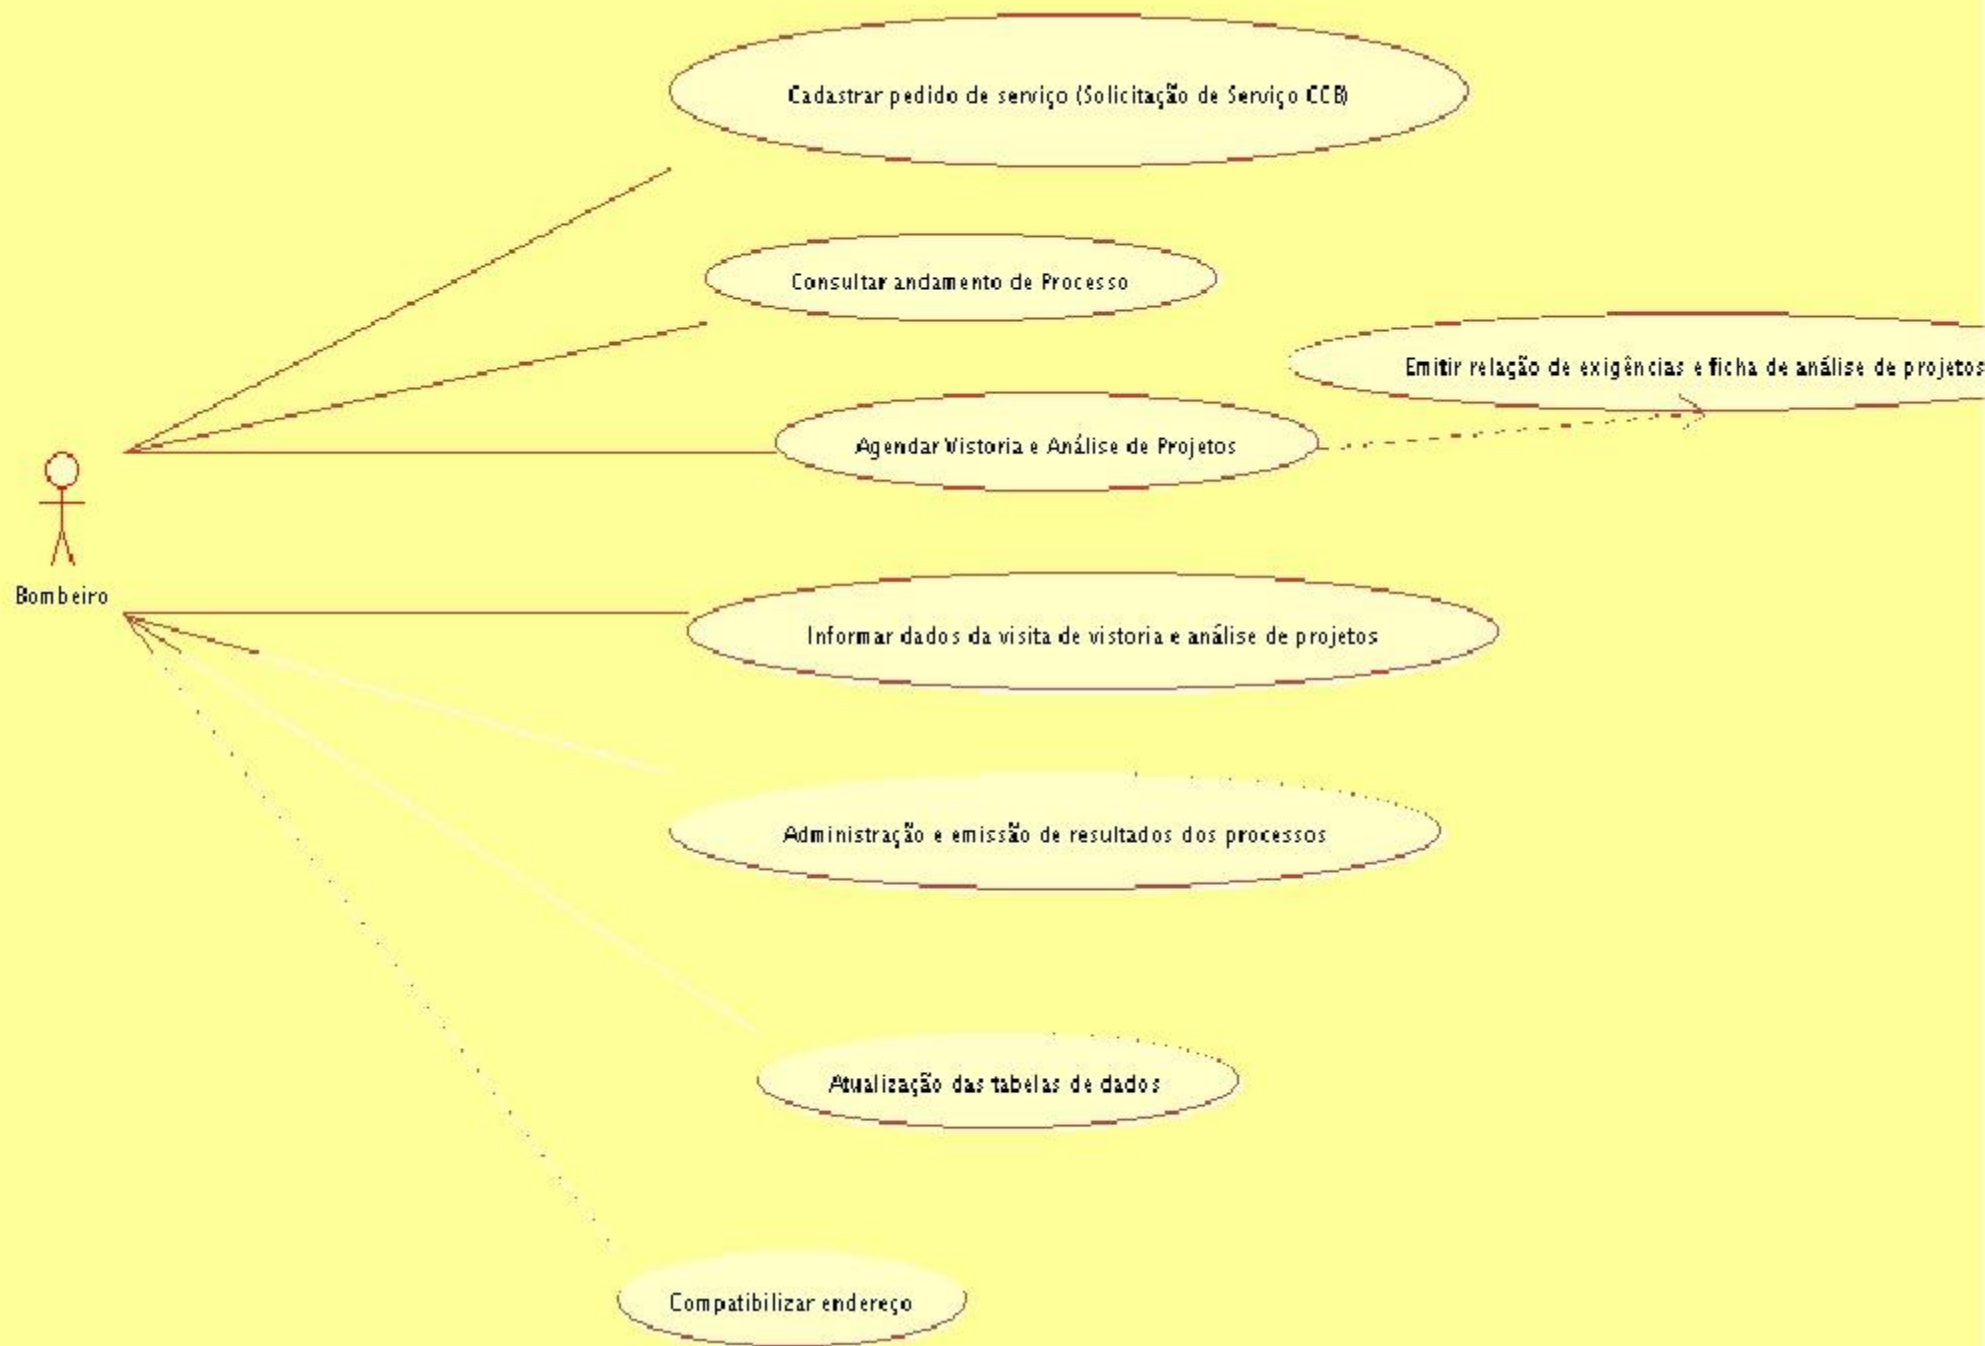 Cadastrar pedido de serviço (Solicitação de Serviço CCB)
Consultar andamento de Processo
Emitir relação de exigências e ficha de análise de projetos
Agendar Vistoria e Análise de Projetos
Bombeiro
Informar dados da visita de vistoria e análise de projetos
Administração e emissão de resultados dos processos
Atualização das tabelas de dados
Compatibilizar endereço